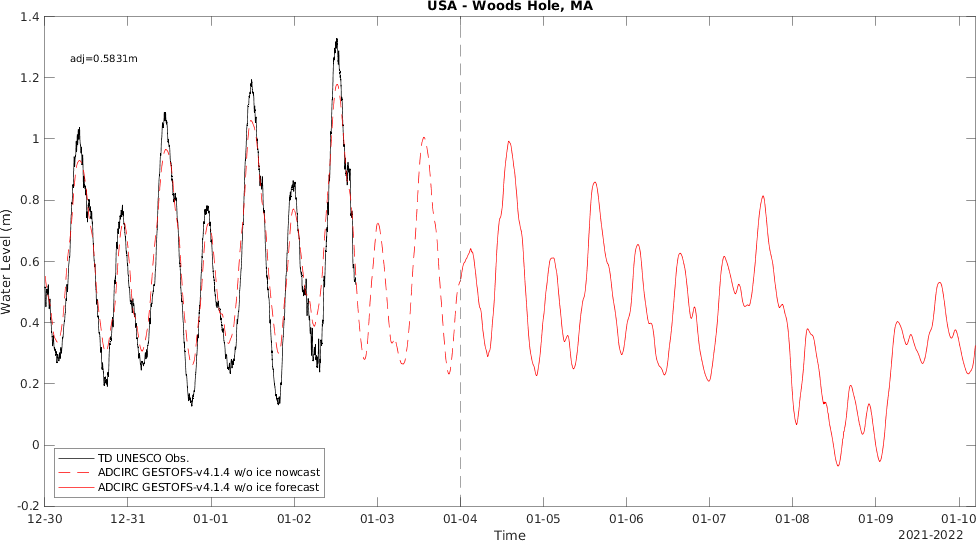 USA - Woods Hole, MA
adj=0.5831m
1.4
1.2
1
0.8
0.6
0.4
0.2
0
-0.2
Water Level (m)
TD UNESCO Obs.
ADCIRC GESTOFS-v4.1.4 w/o ice nowcast
ADCIRC GESTOFS-v4.1.4 w/o ice forecast
12-30 12-31 01-01 01-02 01-03 01-04 01-05 01-06 01-07 01-08 01-09 01-10
Time
2021-2022